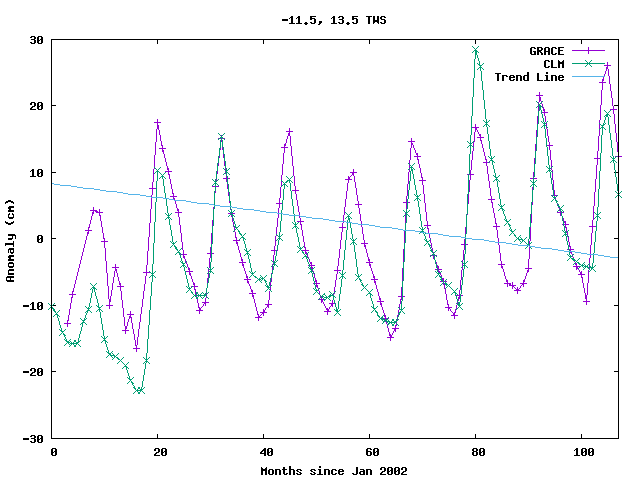 -11.5, 13.5 TWS
GRACE
CLM
Trend Line
30
20
10
0
-10
-20
-30
Anomaly (cm)
0 20 40 60 80 100
Months since Jan 2002